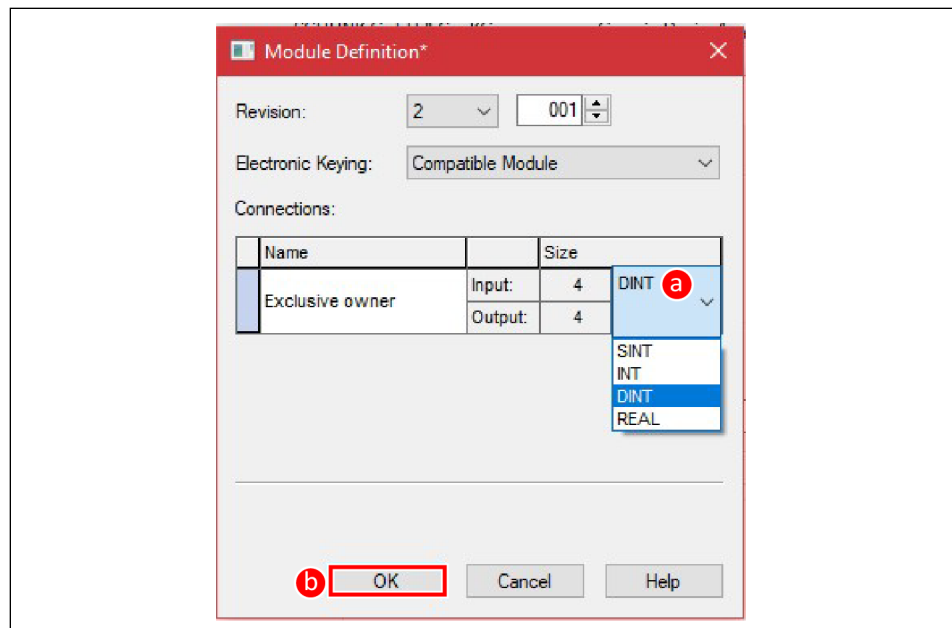 Module Definition*
Revision: 2 001
Electronic Keying: Compatible Module
Connections:
Name Size
Exclusive owner Input: 4 DINT a
Output: 4
SINT
INT
DINT
REAL
b OK Cancel Help